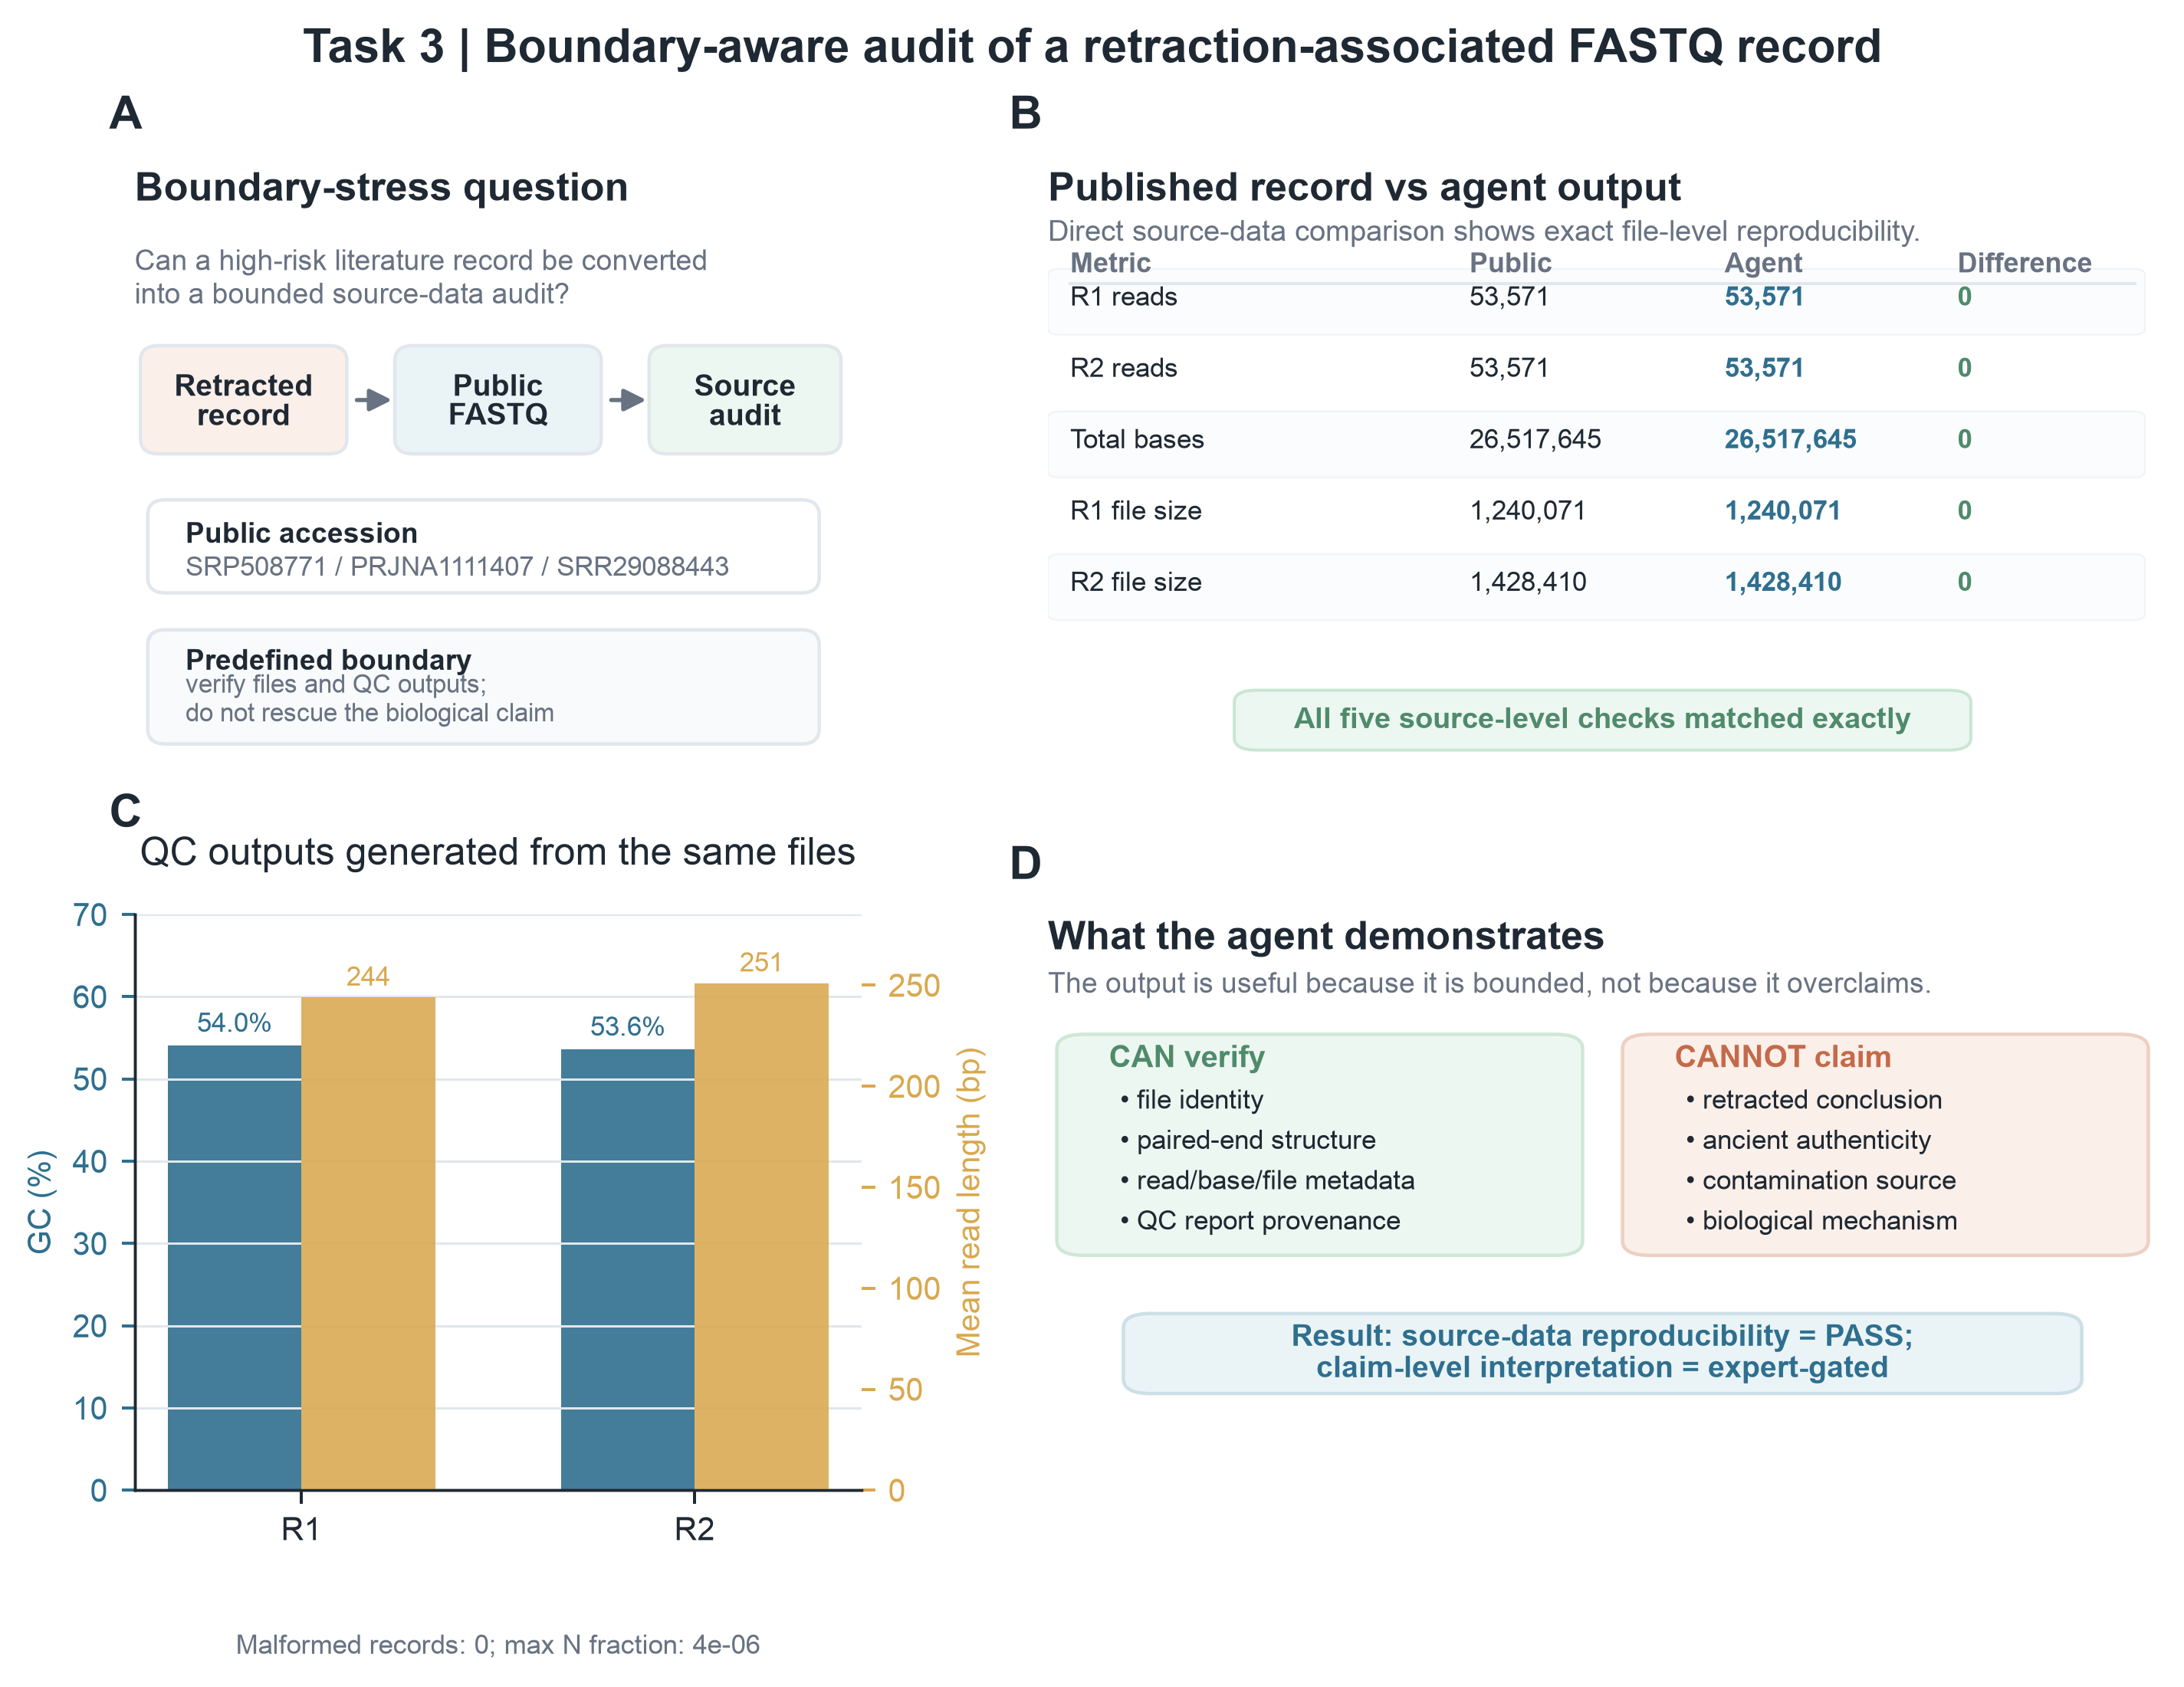 Task 3 | Boundary-aware audit of a retraction-associated FASTQ record
A
Boundary-stress question
Can a high-risk literature record be converted
into a bounded source-data audit?
Retracted
record
Public
FASTQ
Source
audit
Public accession
SRP508771 / PRJNA1111407 / SRR29088443
Predefined boundary
verify files and QC outputs;
do not rescue the biological claim
B
Published record vs agent output
Direct source-data comparison shows exact file-level reproducibility.
Metric Public Agent Difference
R1 reads 53,571 53,571 0
R2 reads 53,571 53,571 0
Total bases 26,517,645 26,517,645 0
R1 file size 1,240,071 1,240,071 0
R2 file size 1,428,410 1,428,410 0
All five source-level checks matched exactly
C
QC outputs generated from the same files
GC (%)
70
60
50
40
30
20
10
0
54.0%
244
53.6%
251
R1
R2
250
200
150
100
50
0
Mean read length (bp)
Malformed records: 0; max N fraction: 4e-06
D
What the agent demonstrates
The output is useful because it is bounded, not because it overclaims.
CAN verify
• file identity
• paired-end structure
• read/base/file metadata
• QC report provenance
CANNOT claim
• retracted conclusion
• ancient authenticity
• contamination source
• biological mechanism
Result: source-data reproducibility = PASS;
claim-level interpretation = expert-gated